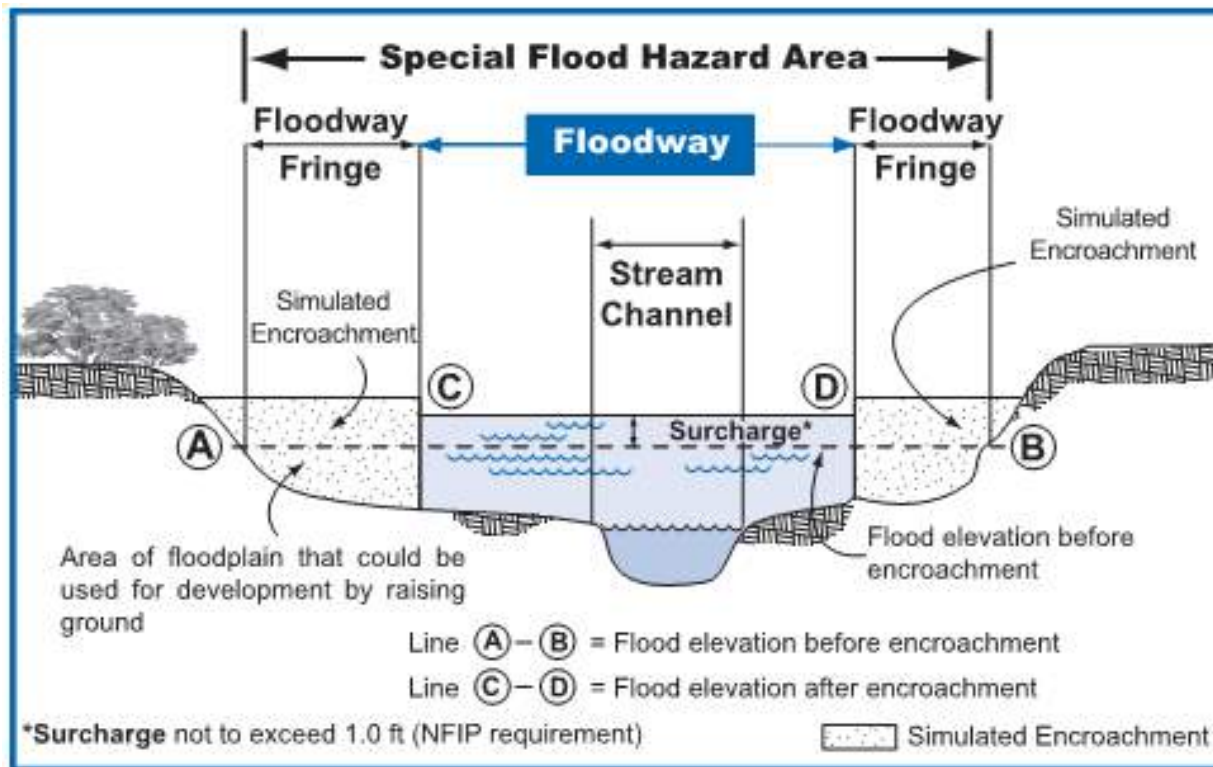 Special Flood Hazard Area
Floodway
Fringe
Floodway
Floodway
Fringe
Simulated
Encroachment
Stream
Channel
Simulated
Encroachment
C
D
A
Surcharge*
B
Area of floodplain that could be
used for development by raising
ground
Flood elevation before
encroachment
Line A – B = Flood elevation before encroachment
Line C – D = Flood elevation after encroachment
*Surcharge not to exceed 1.0 ft (NFIP requirement)
Simulated Encroachment